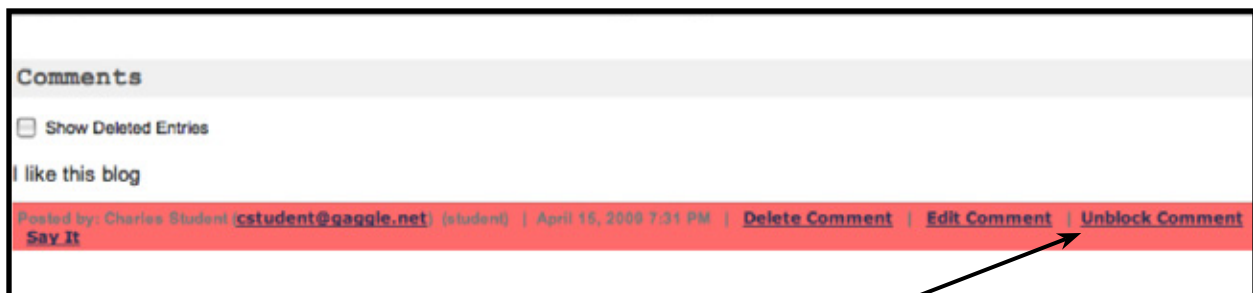 Comments
Show Deleted Entries
I like this blog
Posted by: Charles Student (cstudent@gaggle.net) (student) | April 15, 2009 7:31 PM | Delete Comment | Edit Comment | Unblock Comment
Say It